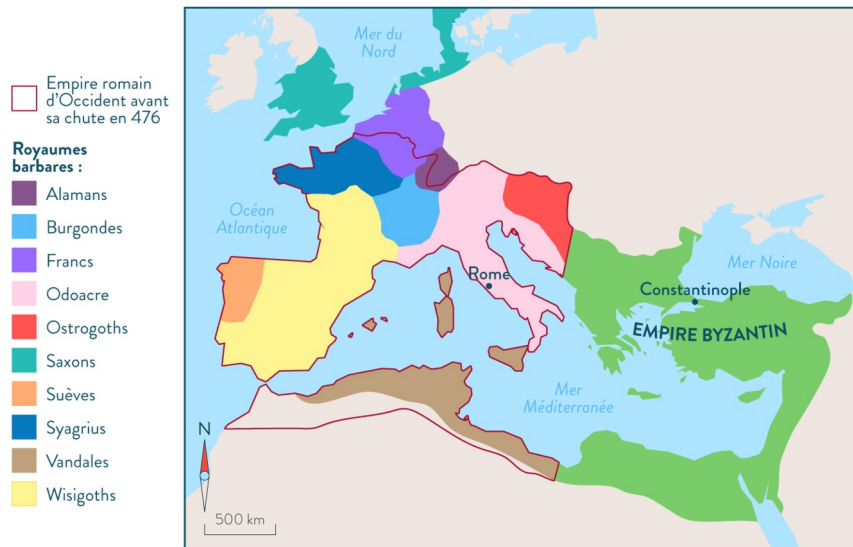 Empire romain
d'Occident avant
sa chute en 476
Royaumes
barbares :
Alamans
Burgondes
Francs
Odoacre
Ostrogoths
Saxons
Suèves
Syagrius
Vandales
Wisigoths
N
500 km
Mer du
Nord
Océan
Atlantique
Rome
Mer Noire
Constantinople
EMPIRE BYZANTIN
Mer
Méditerranée